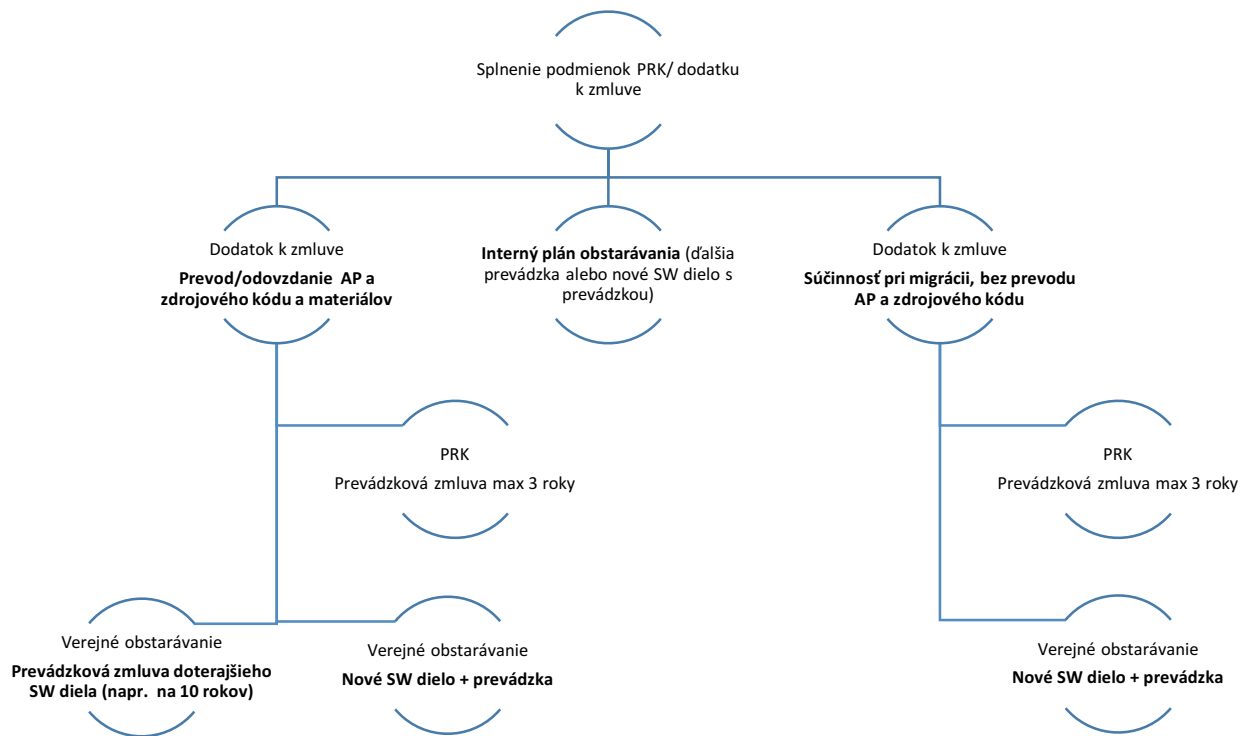 Splnenie podmienok PRK/ dodatku
k zmluve
Dodatok k zmluve
Prevod/odovzdanie AP a
zdrojového kódu a materiálov
Interný plán obstarávania (ďalšia
prevádzka alebo nové SW dielo s
prevádzkou)
Dodatok k zmluve
Súčinnosť pri migrácii, bez prevodu
AP a zdrojového kódu
PRK
Prevádzková zmluva max 3 roky
PRK
Prevádzková zmluva max 3 roky
Verejné obstarávanie
Prevádzková zmluva doterajšieho
SW diela (napr. na 10 rokov)
Verejné obstarávanie
Nové SW dielo + prevádzka
Verejné obstarávanie
Nové SW dielo + prevádzka